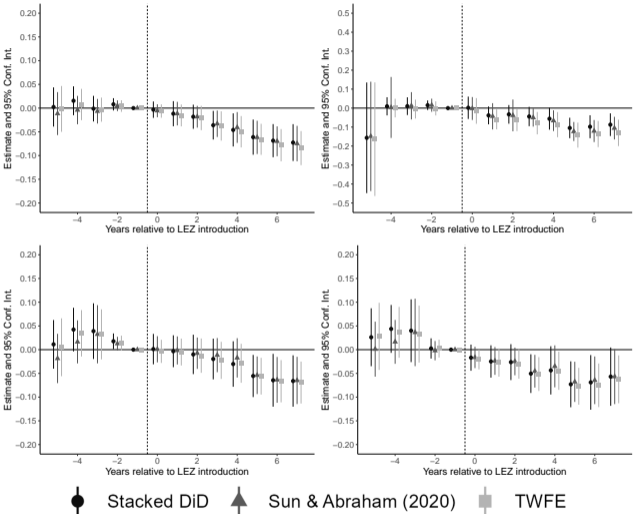 0.20
0.15
0.10
0.05
0.00
−0.05
−0.10
−0.15
−0.20
Estimate and 95% Conf. Int.
−4 −2 0 2 4 6
Years relative to LEZ introduction
0.5
0.4
0.3
0.2
0.1
0.0
−0.1
−0.2
−0.3
−0.4
−0.5
Estimate and 95% Conf. Int.
−4 −2 0 2 4 6
Years relative to LEZ introduction
0.20
0.15
0.10
0.05
0.00
−0.05
−0.10
−0.15
−0.20
Estimate and 95% Conf. Int.
−4 −2 0 2 4 6
Years relative to LEZ introduction
0.20
0.15
0.10
0.05
0.00
−0.05
−0.10
−0.15
−0.20
Estimate and 95% Conf. Int.
−4 −2 0 2 4 6
Years relative to LEZ introduction
Stacked DiD Sun & Abraham (2020) TWFE